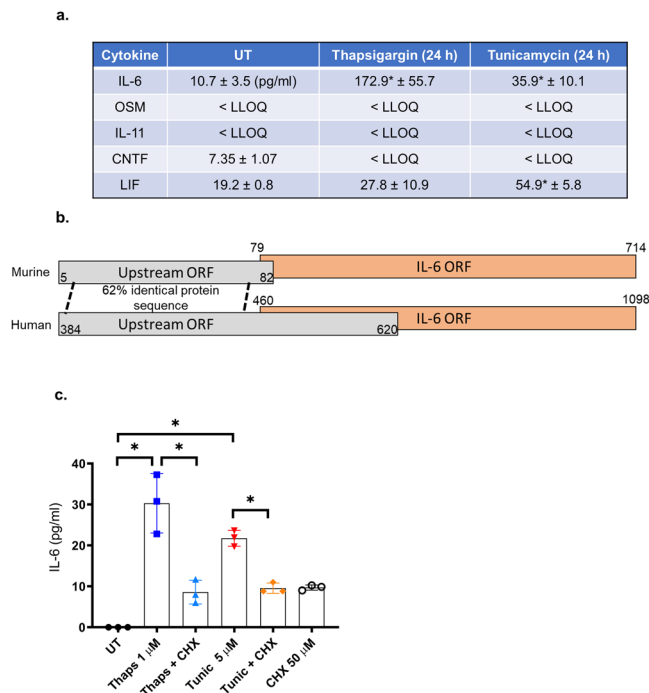 a.
Cytokine UT Thapsigargin (24 h) Tunicamycin (24 h)
IL-6 10.7 ± 3.5 (pg/ml) 172.9* ± 55.7 35.9* ± 10.1
OSM < LLOQ < LLOQ < LLOQ
IL-11 < LLOQ < LLOQ < LLOQ
CNTF 7.35 ± 1.07 < LLOQ < LLOQ
LIF 19.2 ± 0.8 27.8 ± 10.9 54.9* ± 5.8
b.
79 714
Murine 5 Upstream ORF 82 IL-6 ORF
62% identical protein
sequence
460 1098
Human 384 Upstream ORF 620 IL-6 ORF
c.
*
* *
*
IL-6 (pg/ml)
40
30
20
10
0
UT
Thaps 1 μM
Thaps + CHX
Tunic 5 μM
Tunic + CHX
CHX 50 μM